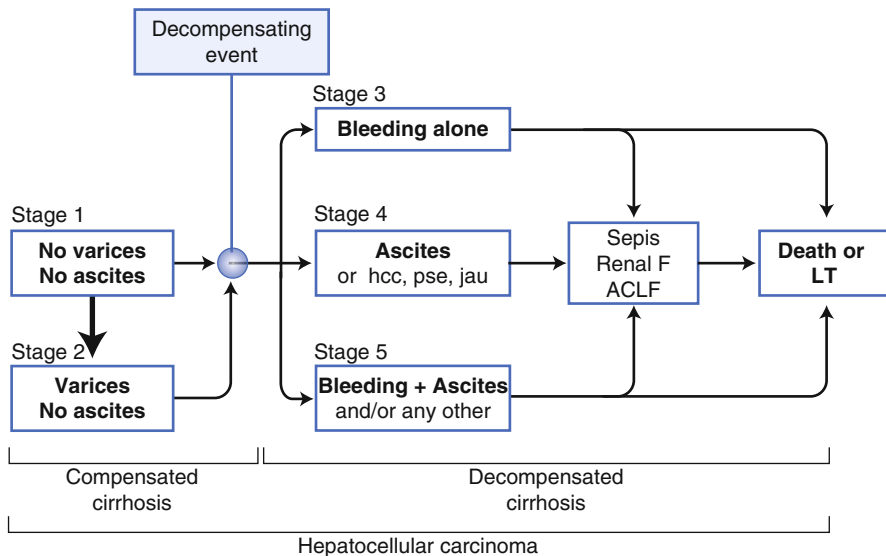 Decompensating
event
Stage 3
Bleeding alone
Stage 1
No varices
No ascites
Stage 4
Ascites
or hcc, pse, jau
Sepis
Renal F
ACLF
Death or
LT
Stage 2
Varices
No ascites
Stage 5
Bleeding + Ascites
and/or any other
Compensated
cirrhosis
Decompensated
cirrhosis
Hepatocellular carcinoma